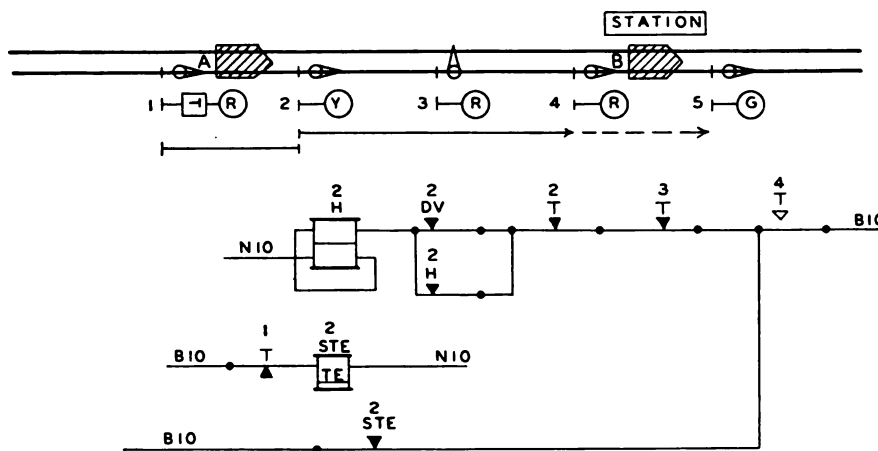 STATION
A B
1 T R 2 Y 3 R 4 R 5 G
2 H
2 DV
2 T
3 T
4 T
B10
N10
2 H
1 T
2 STE
B10 TE N10
2 STE
B10